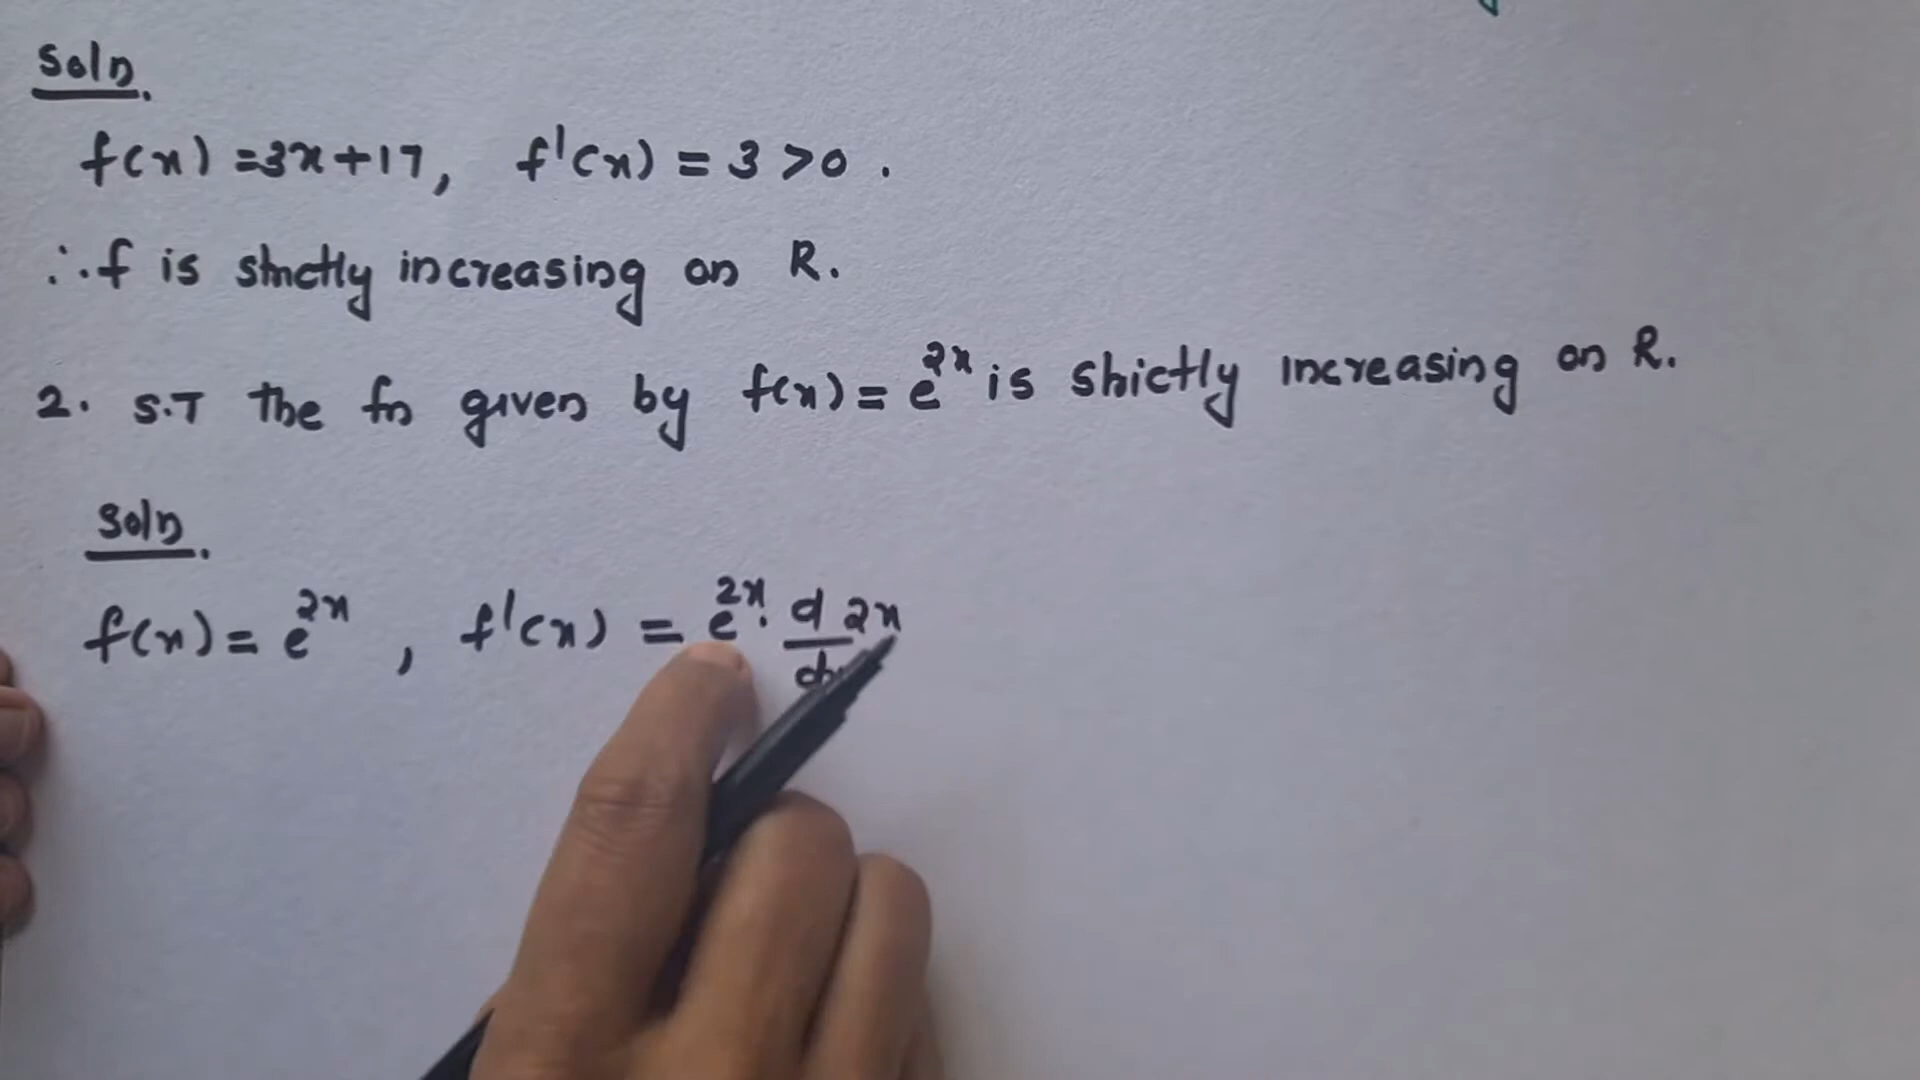 Soln.
f(x) = 3x+17, f'(x) = 3 > 0.
∴ f is strictly increasing on R.
2. S.T the fn given by f(x) = e^{2x} is strictly increasing on R.
Soln.
f(x) = e^{2x}, f'(x) = e^{2x} · d/dx 2x